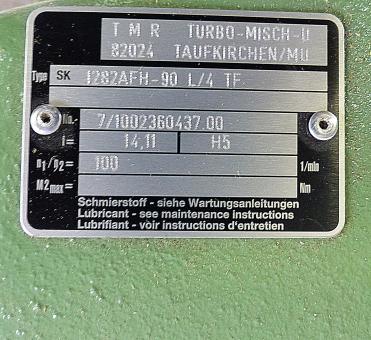 T M R TURBO-MISCH-U
82024 TAUFKIRCHEN/MU
Type SK 1282AFH-90 L/4 TF
No. 7/1002360437.00
i= 14,11 H5
n1/n2= 100 1/min
M2max= Nm
Schmierstoff - siehe Wartungsanleitungen
Lubricant - see maintenance instructions
Lubrifiant - voir instructions d'entretien